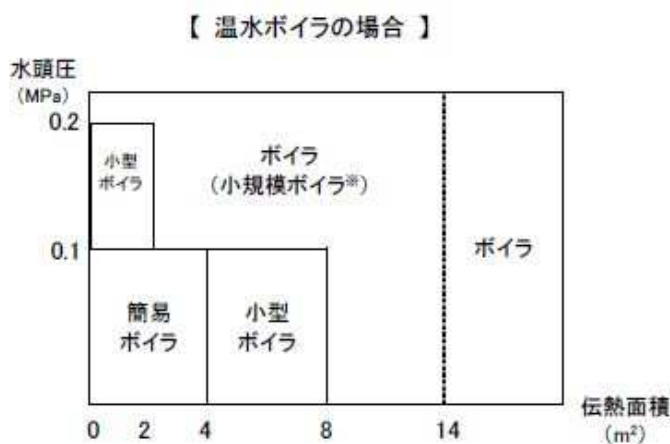 【 温水ボイラの場合 】
水頭圧
（MPa）
0.2
小型
ボイラ
ボイラ
（小規模ボイラ※）
0.1
ボイラ
簡易
ボイラ
小型
ボイラ
0 2 4 8 14
伝熱面積
（m²）